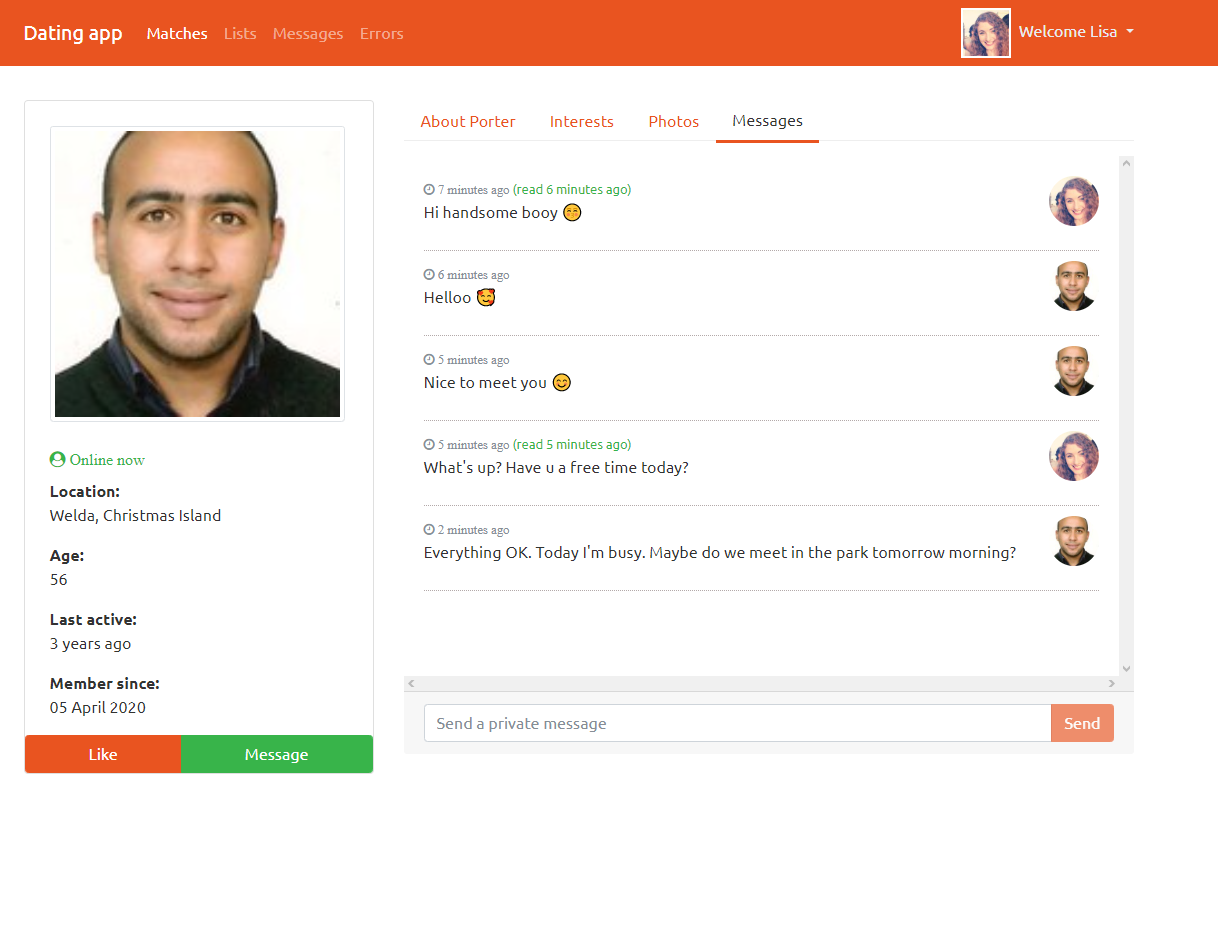 Dating app Matches Lists Messages Errors Welcome Lisa
About Porter Interests Photos Messages
7 minutes ago (read 6 minutes ago)
Hi handsome booy 😊
6 minutes ago
Helloo 🥰
5 minutes ago
Nice to meet you 😊
5 minutes ago (read 5 minutes ago)
What's up? Have u a free time today?
2 minutes ago
Everything OK. Today I'm busy. Maybe do we meet in the park tomorrow morning?
Send a private message Send
Online now
Location:
Welda, Christmas Island
Age:
56
Last active:
3 years ago
Member since:
05 April 2020
Like Message